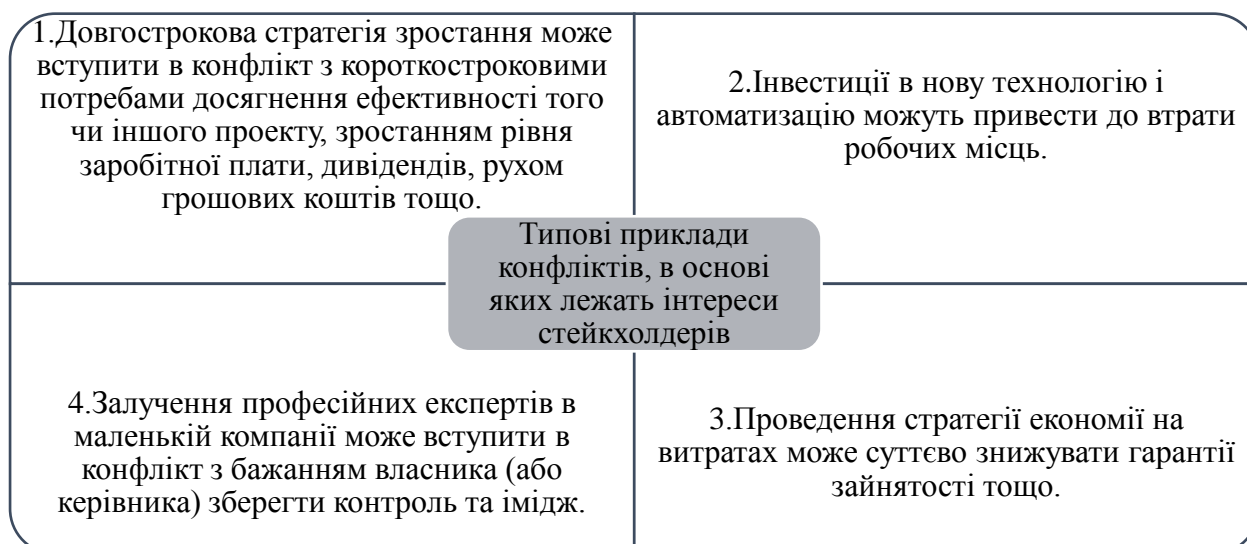 1.Довгострокова стратегія зростання може
вступити в конфлікт з короткостроковими
потребами досягнення ефективності того
чи іншого проекту, зростанням рівня
заробітної плати, дивідендів, рухом
грошових коштів тощо.
2.Інвестиції в нову технологію і
автоматизацію можуть привести до втрати
робочих місць.
Типові приклади
конфліктів, в основі
яких лежать інтереси
стейкхолдерів
4.Залучення професійних експертів в
маленькій компанії може вступити в
конфлікт з бажанням власника (або
керівника) зберегти контроль та імідж.
3.Проведення стратегії економії на
витратах може суттєво знижувати гарантії
зайнятості тощо.